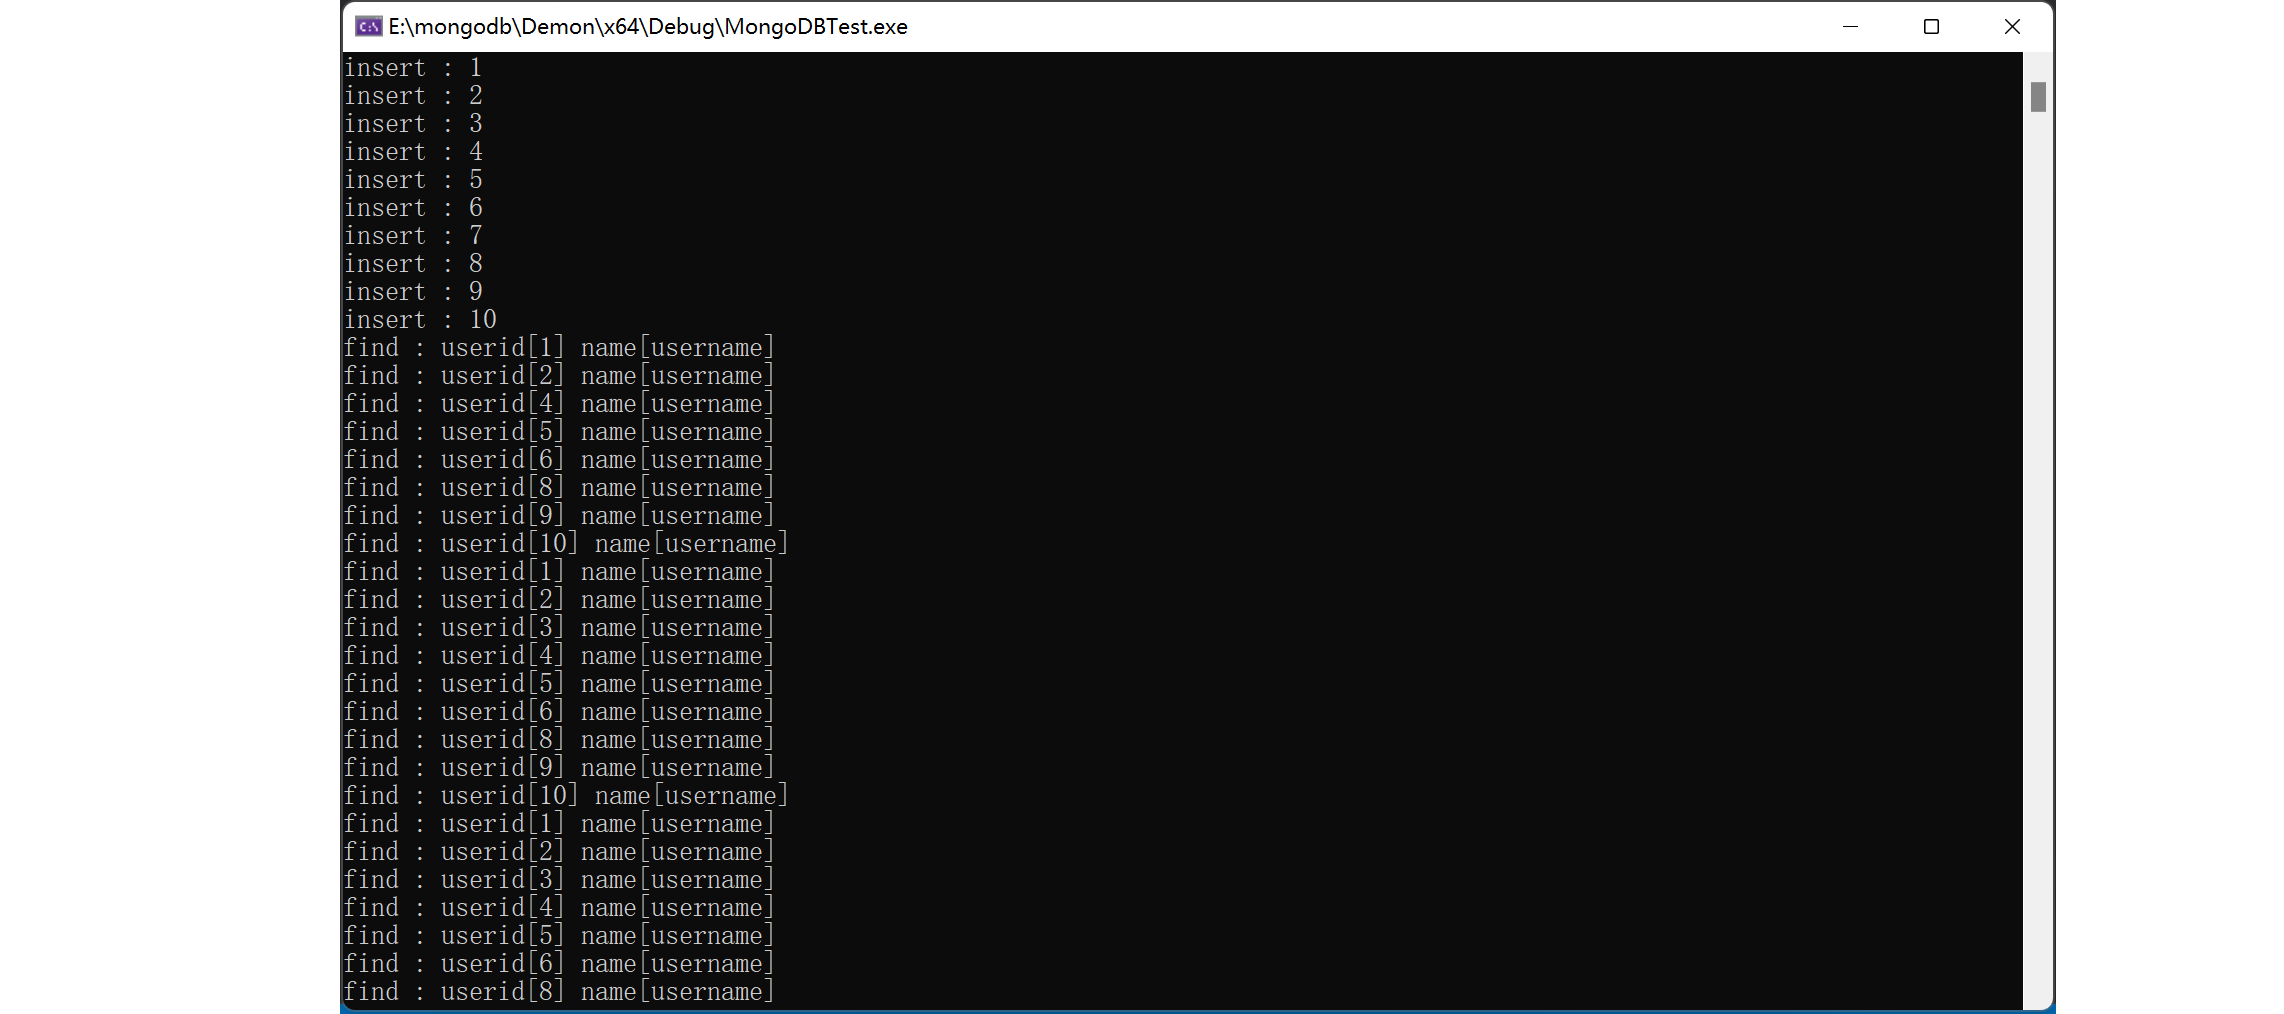 E:\mongodb\Demon\x64\Debug\MongoDBTest.exe
insert : 1
insert : 2
insert : 3
insert : 4
insert : 5
insert : 6
insert : 7
insert : 8
insert : 9
insert : 10
find : userid[1] name[username]
find : userid[2] name[username]
find : userid[4] name[username]
find : userid[5] name[username]
find : userid[6] name[username]
find : userid[8] name[username]
find : userid[9] name[username]
find : userid[10] name[username]
find : userid[1] name[username]
find : userid[2] name[username]
find : userid[3] name[username]
find : userid[4] name[username]
find : userid[5] name[username]
find : userid[6] name[username]
find : userid[8] name[username]
find : userid[9] name[username]
find : userid[10] name[username]
find : userid[1] name[username]
find : userid[2] name[username]
find : userid[3] name[username]
find : userid[4] name[username]
find : userid[5] name[username]
find : userid[6] name[username]
find : userid[8] name[username]